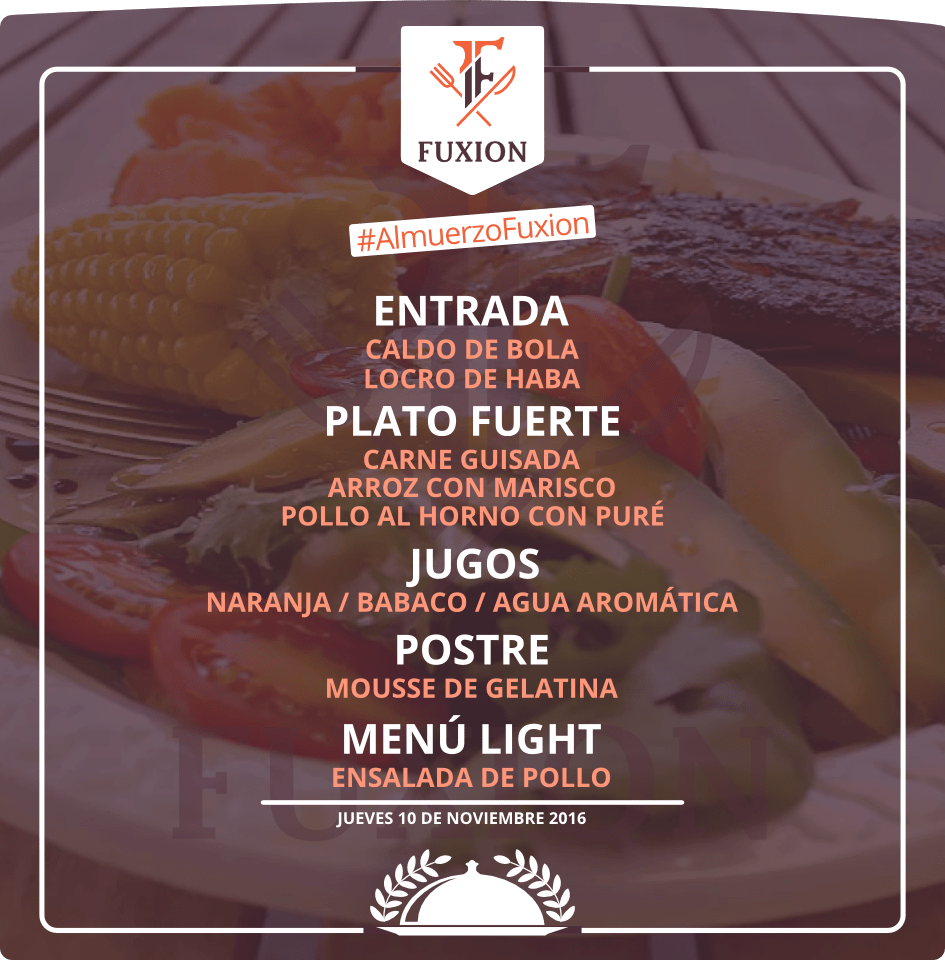 FUXION
#AlmuerzoFuxion
ENTRADA
CALDO DE BOLA
LOCRO DE HABA
PLATO FUERTE
CARNE GUISADA
ARROZ CON MARISCO
POLLO AL HORNO CON PURÉ
JUGOS
NARANJA / BABACO / AGUA AROMÁTICA
POSTRE
MOUSSE DE GELATINA
MENÚ LIGHT
ENSALADA DE POLLO
FUXION
JUEVES 10 DE NOVIEMBRE 2016